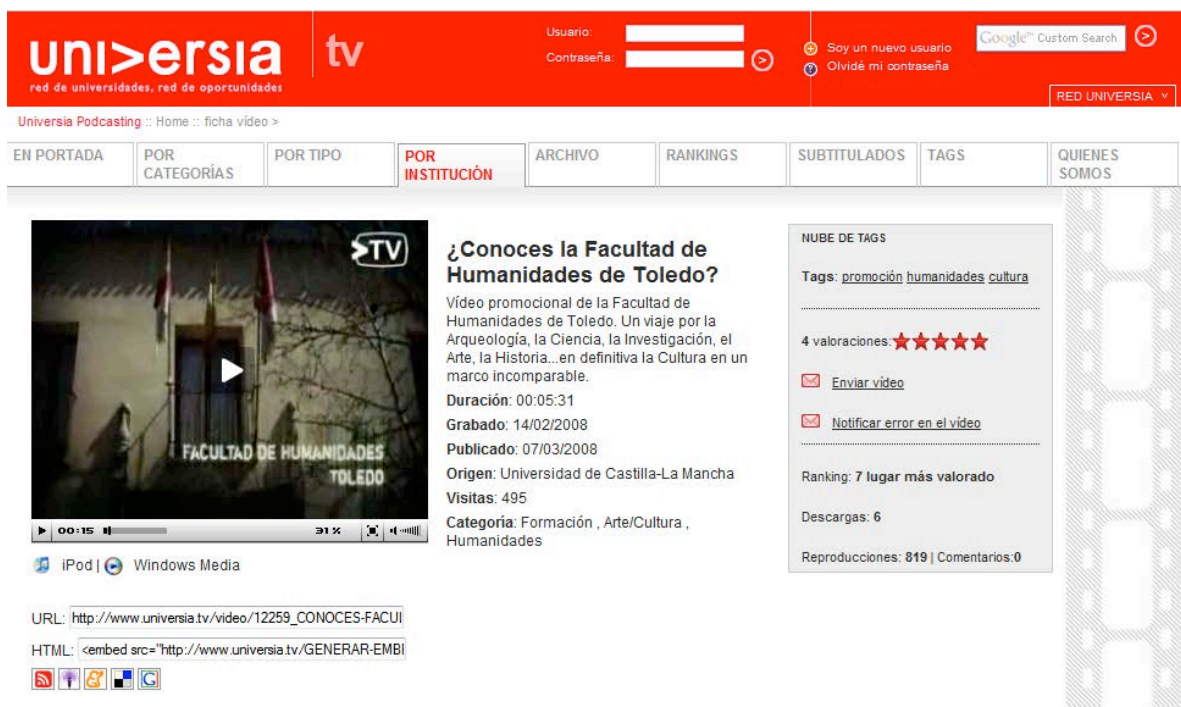 uni>ersia
tv
red de universidades, red de oportunidades
Usuario:
Contraseña:
Soy un nuevo usuario
Olvidé mi contraseña
Google™ Custom Search
RED UNIVERSIA
Universia Podcasting :: Home :: ficha vídeo >
EN PORTADA
POR
CATEGORÍAS
POR TIPO
POR
INSTITUCIÓN
ARCHIVO
RANKINGS
SUBTITULADOS
TAGS
QUIENES
SOMOS
>TV
FACULTAD DE HUMANIDADES
TOLEDO
00:15
31%
iPod | Windows Media
URL: http://www.universia.tv/video/12259_CONOCES-FACUI
HTML: <embed src="http://www.universia.tv/GENERAR-EMBI
¿Conoces la Facultad de
Humanidades de Toledo?
Vídeo promocional de la Facultad de
Humanidades de Toledo. Un viaje por la
Arqueología, la Ciencia, la Investigación, el
Arte, la Historia...en definitiva la Cultura en un
marco incomparable.
Duración: 00:05:31
Grabado: 14/02/2008
Publicado: 07/03/2008
Origen: Universidad de Castilla-La Mancha
Visitas: 495
Categoría: Formación , Arte/Cultura ,
Humanidades
NUBE DE TAGS
Tags: promoción humanidades cultura
4 valoraciones:
Enviar vídeo
Notificar error en el vídeo
Ranking: 7 lugar más valorado
Descargas: 6
Reproducciones: 819 | Comentarios:0